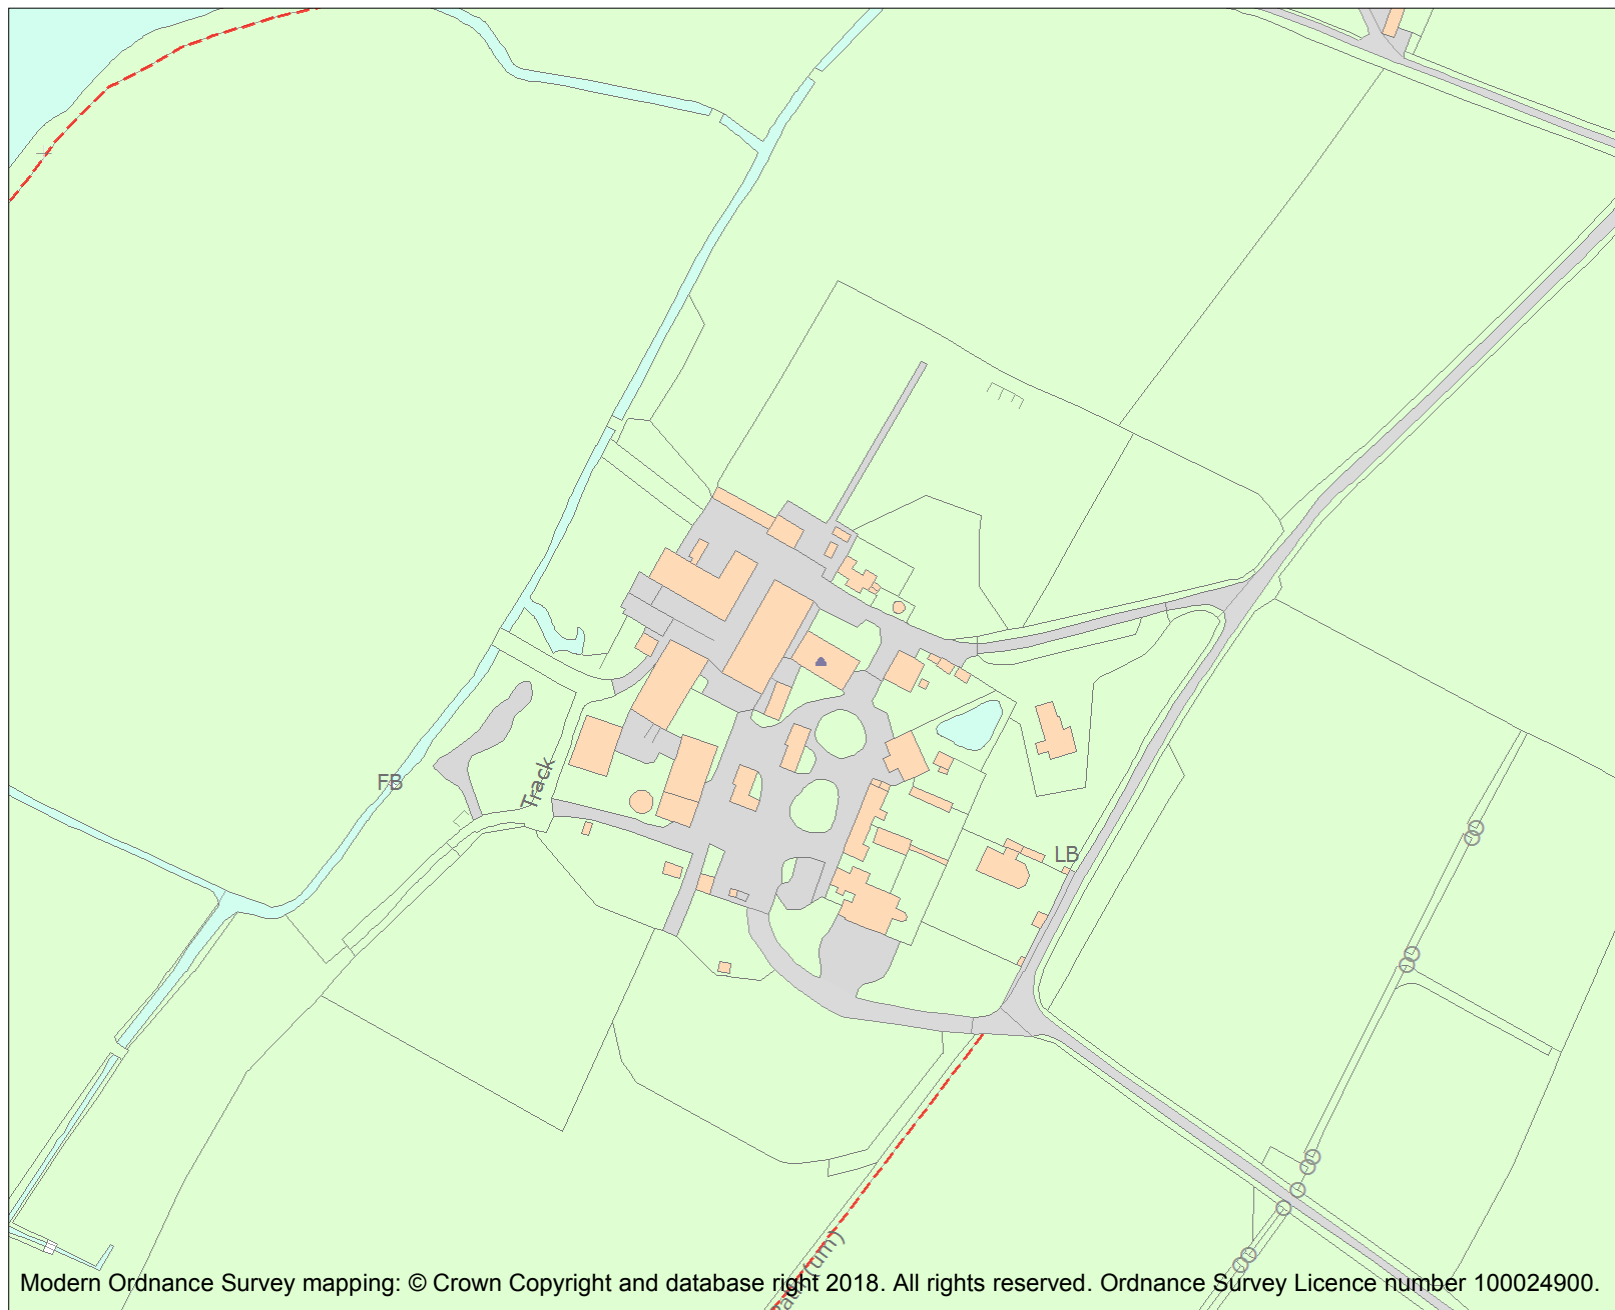 FB
Track
LB
(um)
Modern Ordnance Survey mapping: © Crown Copyright and database right 2018. All rights reserved. Ordnance Survey Licence number 100024900.